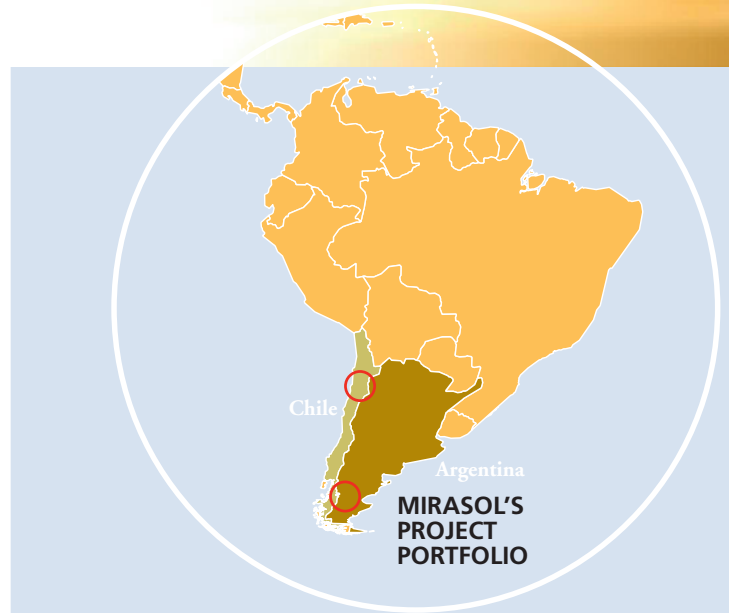 Chile
Argentina
MIRASOL'S
PROJECT
PORTFOLIO